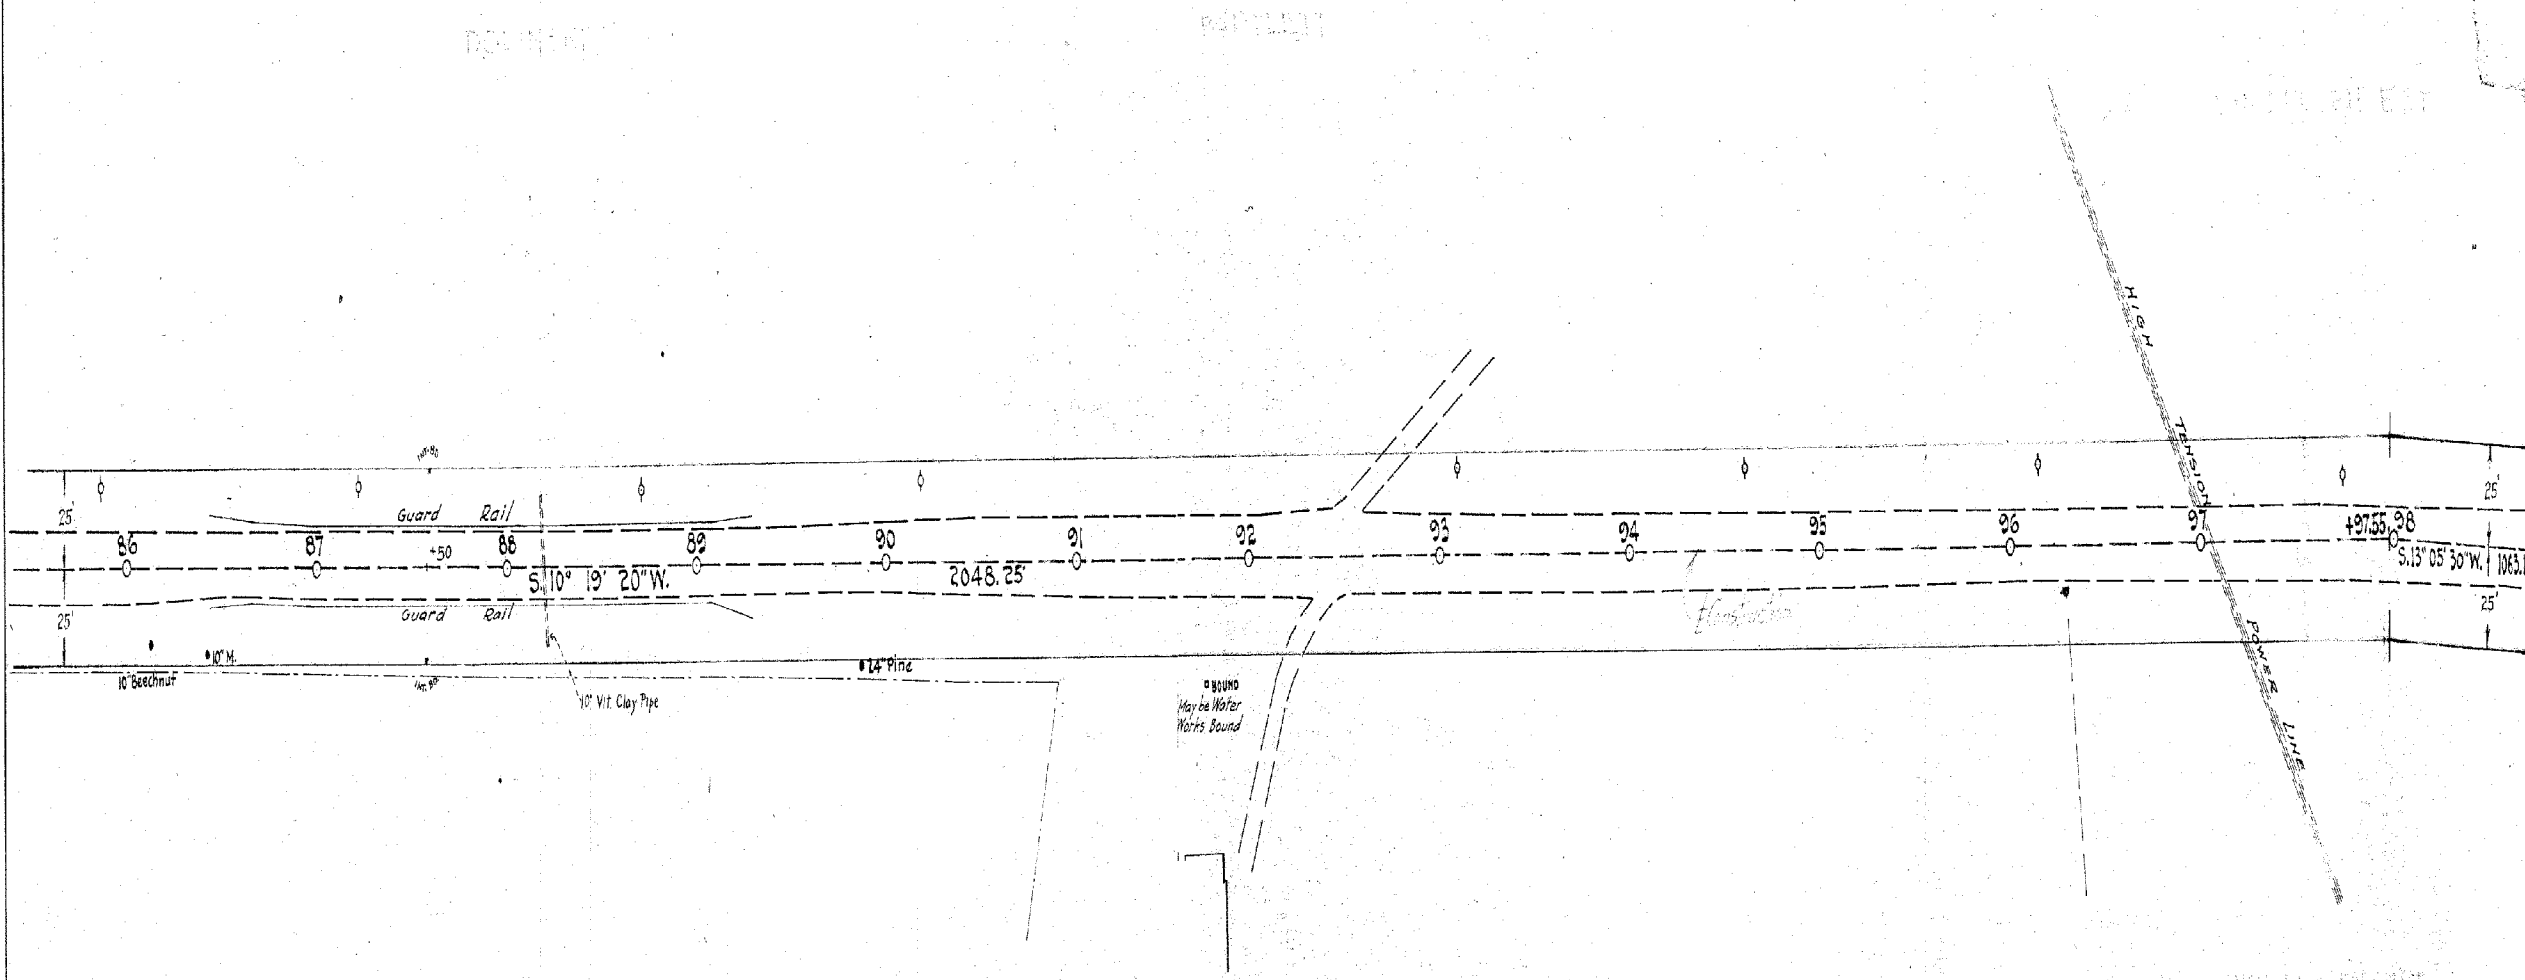 HIGH
TENSION
POWER LINE
25'
Guard Rail
25'
86 87 +50 88 89 90 91 92 93 94 95 96 97 +97.55 98
S. 10° 19' 20" W. 2048.25' S. 13° 05' 30" W.
25' Guard Rail 25'
10" M.
10" Beechnut
24" Pine
10" Vit. Clay Pipe
BOUND
May be Water
Works Bound